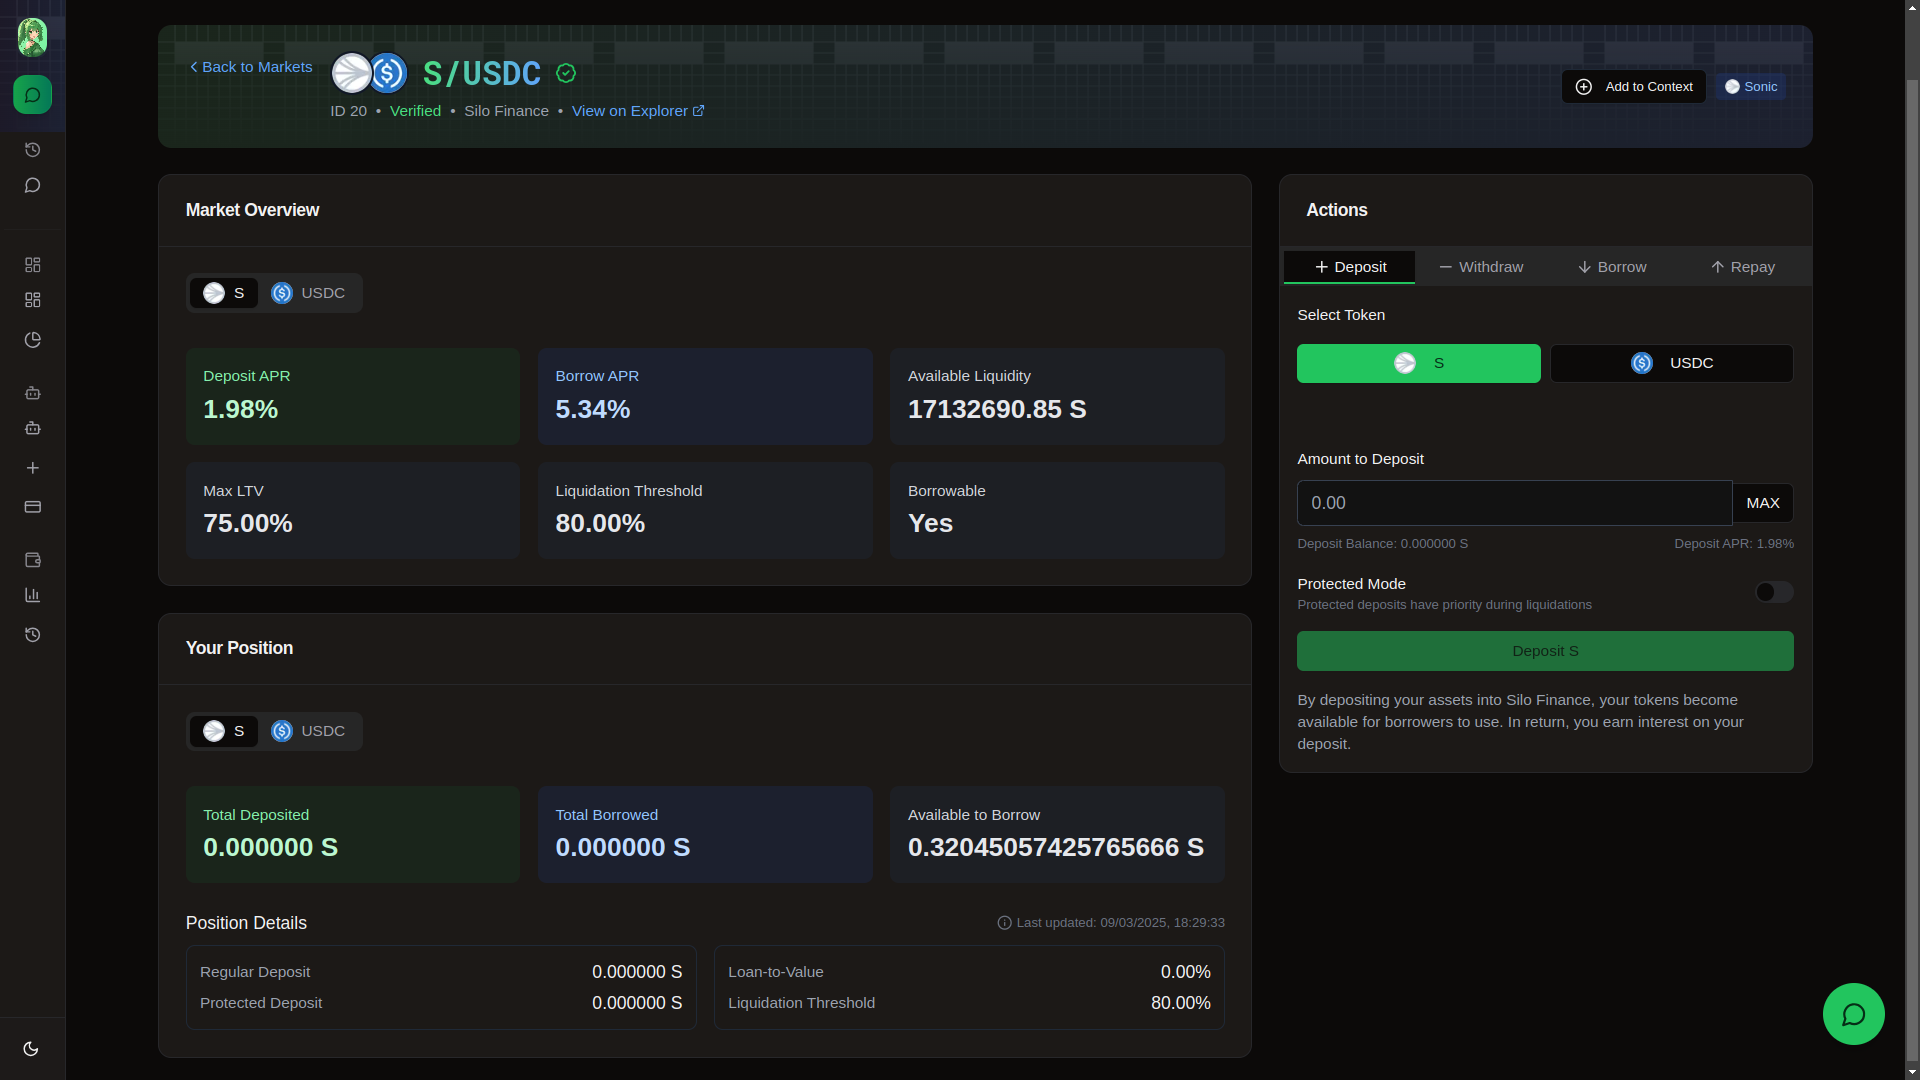 Back to Markets
S/USDC
ID 20 • Verified • Silo Finance • View on Explorer
Add to Context
Sonic
Market Overview
S USDC
Deposit APR
1.98%
Borrow APR
5.34%
Available Liquidity
17132690.85 S
Max LTV
75.00%
Liquidation Threshold
80.00%
Borrowable
Yes
Your Position
S USDC
Total Deposited
0.000000 S
Total Borrowed
0.000000 S
Available to Borrow
0.32045057425765666 S
Position Details
Last updated: 09/03/2025, 18:29:33
Regular Deposit 0.000000 S
Protected Deposit 0.000000 S
Loan-to-Value 0.00%
Liquidation Threshold 80.00%
Actions
Deposit Withdraw Borrow Repay
Select Token
S USDC
Amount to Deposit
0.00 MAX
Deposit Balance: 0.000000 S Deposit APR: 1.98%
Protected Mode
Protected deposits have priority during liquidations
Deposit S
By depositing your assets into Silo Finance, your tokens become
available for borrowers to use. In return, you earn interest on your
deposit.